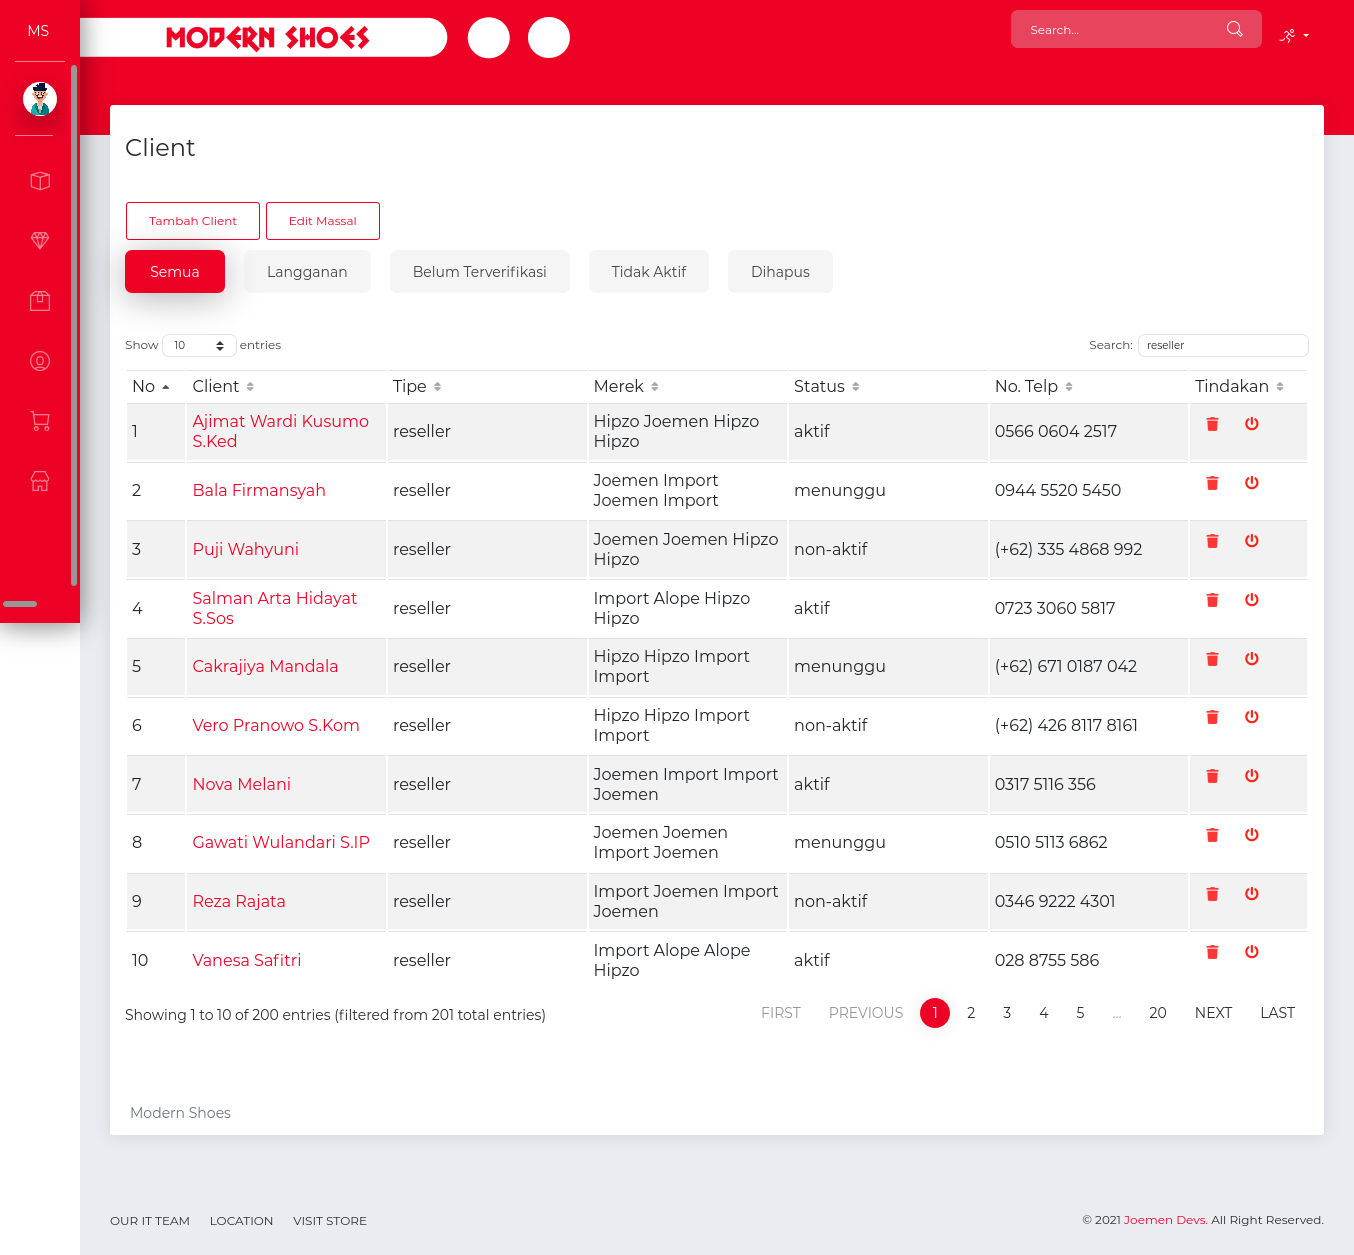 MS
MODERN SHOES
Search...
Client
Tambah Client Edit Massal
Semua Langganan Belum Terverifikasi Tidak Aktif Dihapus
Show 10 entries Search: reseller
No Client Tipe Merek Status No. Telp Tindakan
1 Ajimat Wardi Kusumo S.Ked reseller Hipzo Joemen Hipzo Hipzo aktif 0566 0604 2517
2 Bala Firmansyah reseller Joemen Import Joemen Import menunggu 0944 5520 5450
3 Puji Wahyuni reseller Joemen Joemen Hipzo Hipzo non-aktif (+62) 335 4868 992
4 Salman Arta Hidayat S.Sos reseller Import Alope Hipzo Hipzo aktif 0723 3060 5817
5 Cakrajiya Mandala reseller Hipzo Hipzo Import Import menunggu (+62) 671 0187 042
6 Vero Pranowo S.Kom reseller Hipzo Hipzo Import Import non-aktif (+62) 426 8117 8161
7 Nova Melani reseller Joemen Import Import Joemen aktif 0317 5116 356
8 Gawati Wulandari S.IP reseller Joemen Joemen Import Joemen menunggu 0510 5113 6862
9 Reza Rajata reseller Import Joemen Import Joemen non-aktif 0346 9222 4301
10 Vanesa Safitri reseller Import Alope Alope Hipzo aktif 028 8755 586
Showing 1 to 10 of 200 entries (filtered from 201 total entries) FIRST PREVIOUS 1 2 3 4 5 ... 20 NEXT LAST
Modern Shoes
OUR IT TEAM LOCATION VISIT STORE © 2021 Joemen Devs. All Right Reserved.